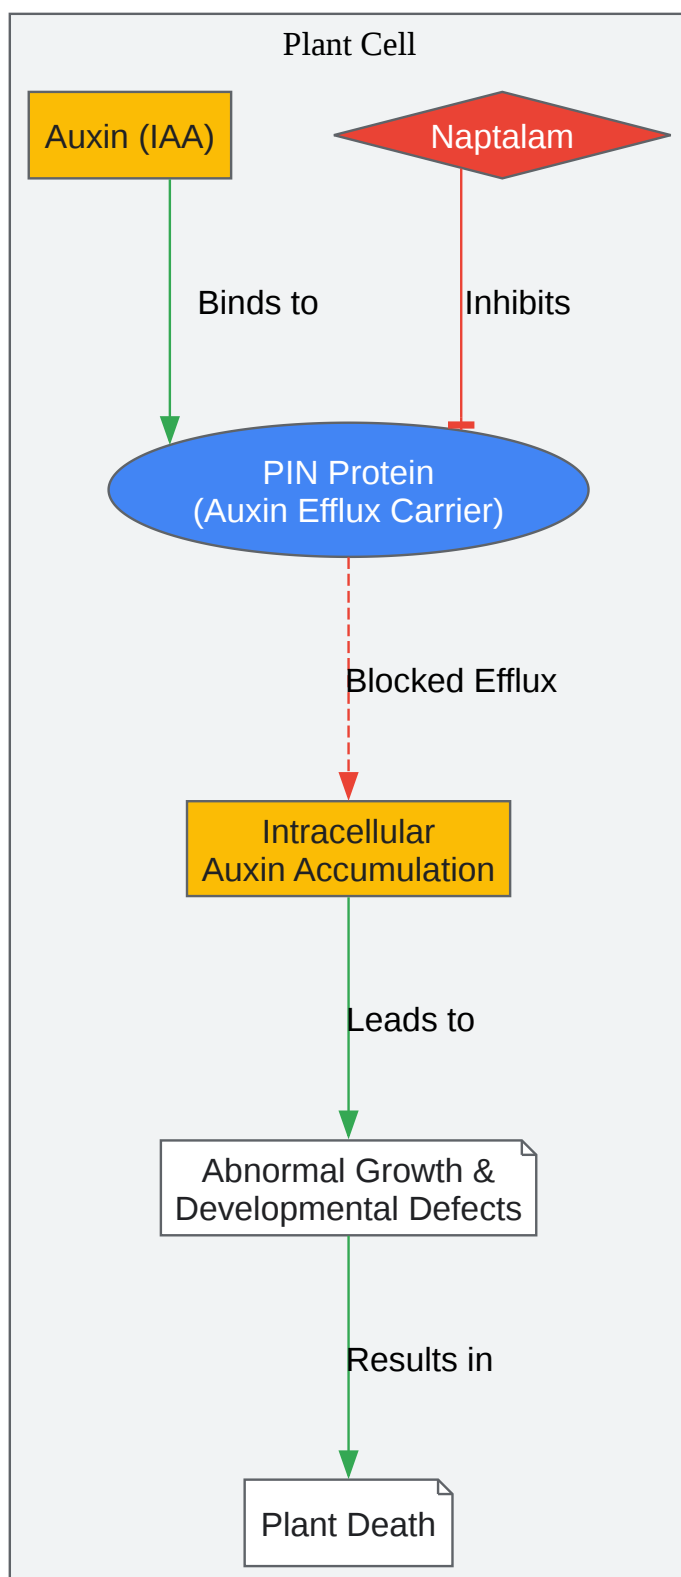 Plant Cell
Auxin (IAA)
Naptalam
Binds to
Inhibits
PIN Protein
(Auxin Efflux Carrier)
Blocked Efflux
Intracellular
Auxin Accumulation
Leads to
Abnormal Growth &
Developmental Defects
Results in
Plant Death